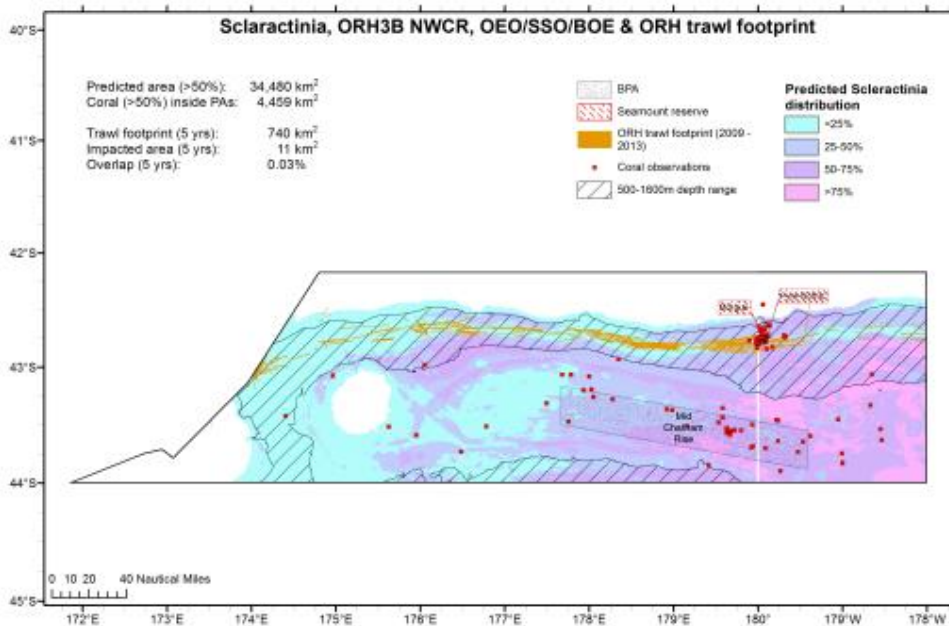 Sclaractinia, ORH3B NWCR, OEO/SSO/BOE & ORH trawl footprint
40°S
41°S
42°S
43°S
44°S
45°S
Predicted area (>50%): 34,480 km²
Coral (>50%) inside PAs: 4,459 km²
Trawl footprint (5 yrs): 740 km²
Impacted area (5 yrs): 11 km²
Overlap (5 yrs): 0.03%
BPA
Seamount reserve
ORH trawl footprint (2009 -
2013)
Coral observations
500-1600m depth range
Predicted Scleractinia
distribution
<25%
25-50%
50-75%
>75%
Mid
Chatham
Rise
0 10 20 40 Nautical Miles
172°E
173°E
174°E
175°E
176°E
177°E
178°E
179°E
180°
179°W
178°W